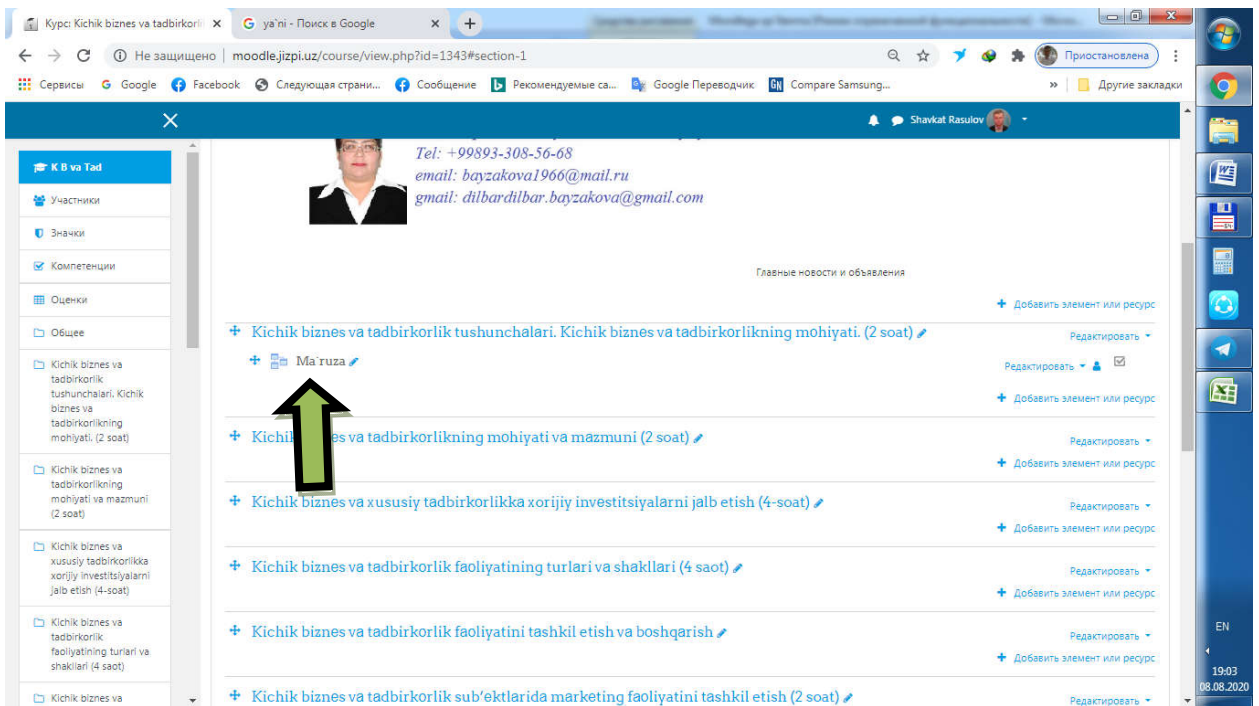 Курс: Kichik biznes va tadbirkorli
ya`ni - Поиск в Google
Не защищено | moodle.jizpi.uz/course/view.php?id=1343#section-1
Приостановлена
Сервисы
Google
Facebook
Следующая страни...
Сообщение
Рекомендуемые са...
Google Переводчик
Compare Samsung...
Другие закладки
Shavkat Rasulov
Tel: +99893-308-56-68
email: bayzakova1966@mail.ru
gmail: dilbardilbar.bayzakova@gmail.com
Главные новости и объявления
Добавить элемент или ресурс
K B va Tad
Участники
Значки
Компетенции
Оценки
Общее
Kichik biznes va
tadbirkorlik
tushunchalari. Kichik
biznes va
tadbirkorlikning
mohiyati. (2 soat)
Kichik biznes va
tadbirkorlikning
mohiyati va mazmuni
(2 soat)
Kichik biznes va
xususiy tadbirkorlikka
xorijiy investitsiyalarni
jalb etish (4-soat)
Kichik biznes va
tadbirkorlik
faoliyatining turlari va
shakllari (4 saot)
Kichik biznes va
Kichik biznes va tadbirkorlik tushunchalari. Kichik biznes va tadbirkorlikning mohiyati. (2 soat)
Редактировать
Ma`ruza
Редактировать
Добавить элемент или ресурс
Kichi es va tadbirkorlikning mohiyati va mazmuni (2 soat)
Редактировать
Добавить элемент или ресурс
Kichik biznes va xususiy tadbirkorlikka xorijiy investitsiyalarni jalb etish (4-soat)
Редактировать
Добавить элемент или ресурс
Kichik biznes va tadbirkorlik faoliyatining turlari va shakllari (4 saot)
Редактировать
Добавить элемент или ресурс
Kichik biznes va tadbirkorlik faoliyatini tashkil etish va boshqarish
Редактировать
Добавить элемент или ресурс
Kichik biznes va tadbirkorlik sub’ektlarida marketing faoliyatini tashkil etish (2 soat)
Редактировать
EN
19:03
08.08.2020